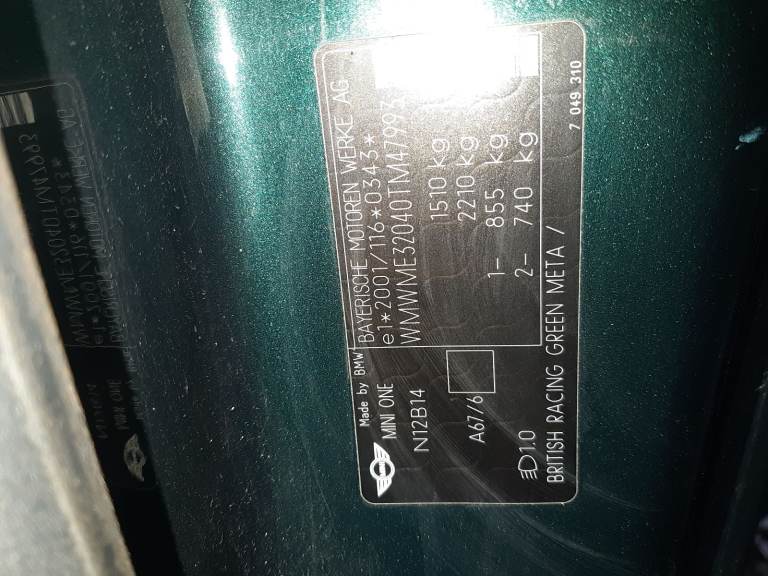 Made by BMW
MINI ONE
N12B14
A67/6
1.0
BAYERISCHE MOTOREN WERKE AG
e1*2001/116*0343*
WMWME32040TM47993
1510 kg
2210 kg
1- 855 kg
2- 740 kg
BRITISH RACING GREEN META /
7 049 310